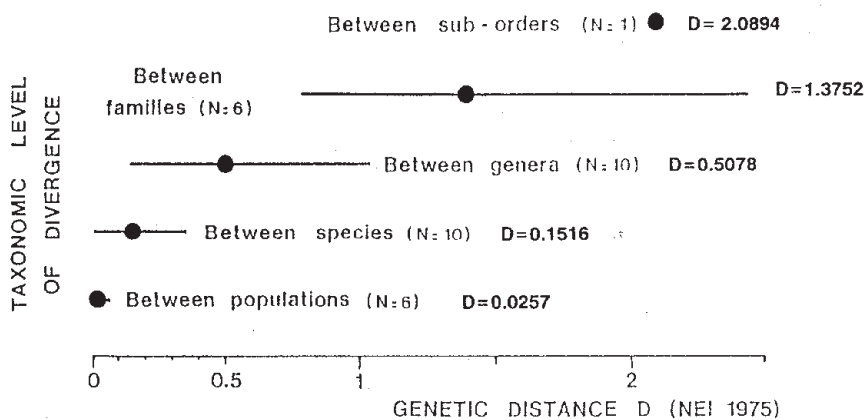 Between sub-orders (N=1) D= 2.0894
Between
families (N=6)
D=1.3752
Between genera (N=10) D=0.5078
Between species (N=10) D=0.1516
Between populations (N=6) D=0.0257
TAXONOMIC LEVEL
OF DIVERGENCE
0 0.5 1 2
GENETIC DISTANCE D (NEI 1975)